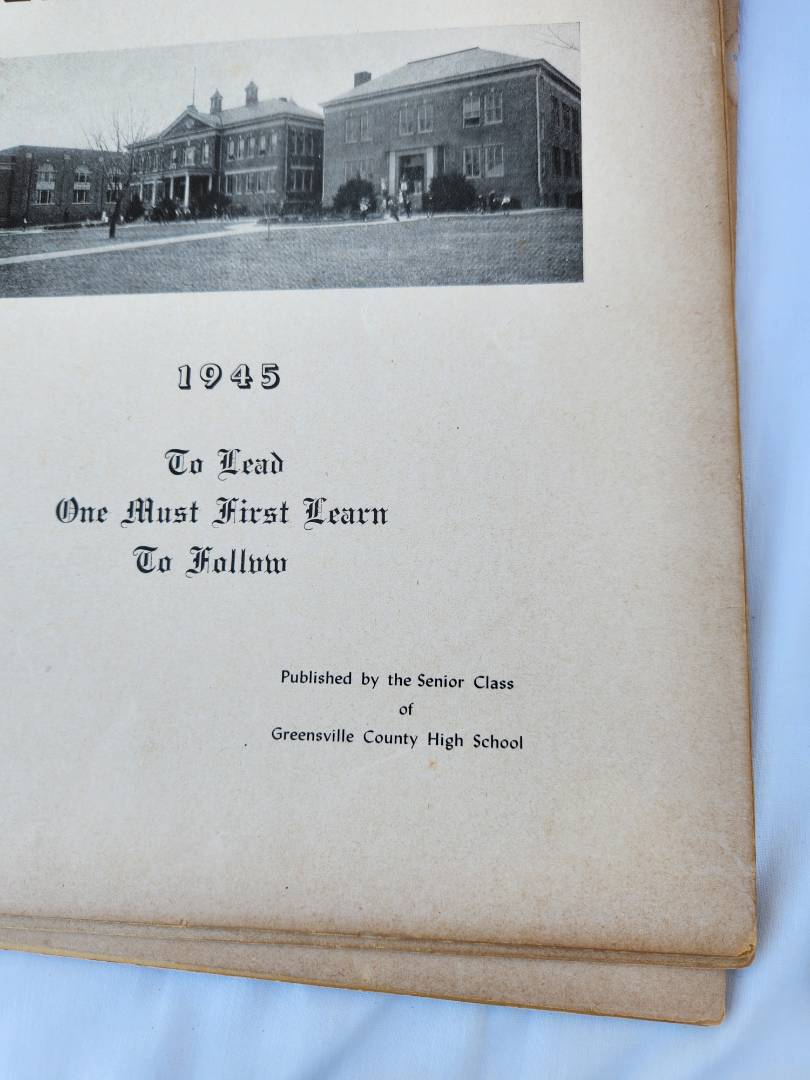 1945
To Lead
One Must First Learn
To Follow
Published by the Senior Class
of
Greensville County High School